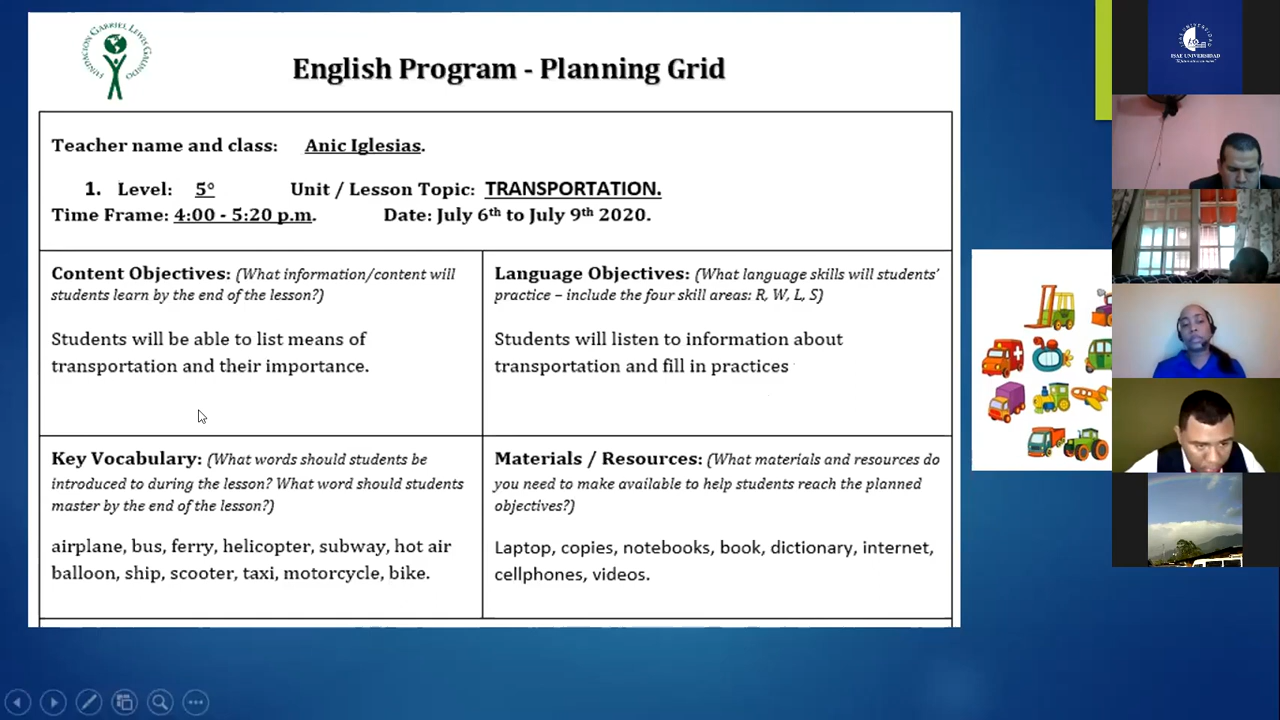 FUNDACION GABRIEL LEWIS GALINDO
English Program - Planning Grid
Teacher name and class: Anic Iglesias.
1. Level: 5° Unit / Lesson Topic: TRANSPORTATION.
Time Frame: 4:00 - 5:20 p.m. Date: July 6th to July 9th 2020.
Content Objectives: (What information/content will
students learn by the end of the lesson?)
Students will be able to list means of
transportation and their importance.
Language Objectives: (What language skills will students'
practice – include the four skill areas: R, W, L, S)
Students will listen to information about
transportation and fill in practices
Key Vocabulary: (What words should students be
introduced to during the lesson? What word should students
master by the end of the lesson?)
airplane, bus, ferry, helicopter, subway, hot air
balloon, ship, scooter, taxi, motorcycle, bike.
Materials / Resources: (What materials and resources do
you need to make available to help students reach the planned
objectives?)
Laptop, copies, notebooks, book, dictionary, internet,
cellphones, videos.
ISAE UNIVERSIDAD